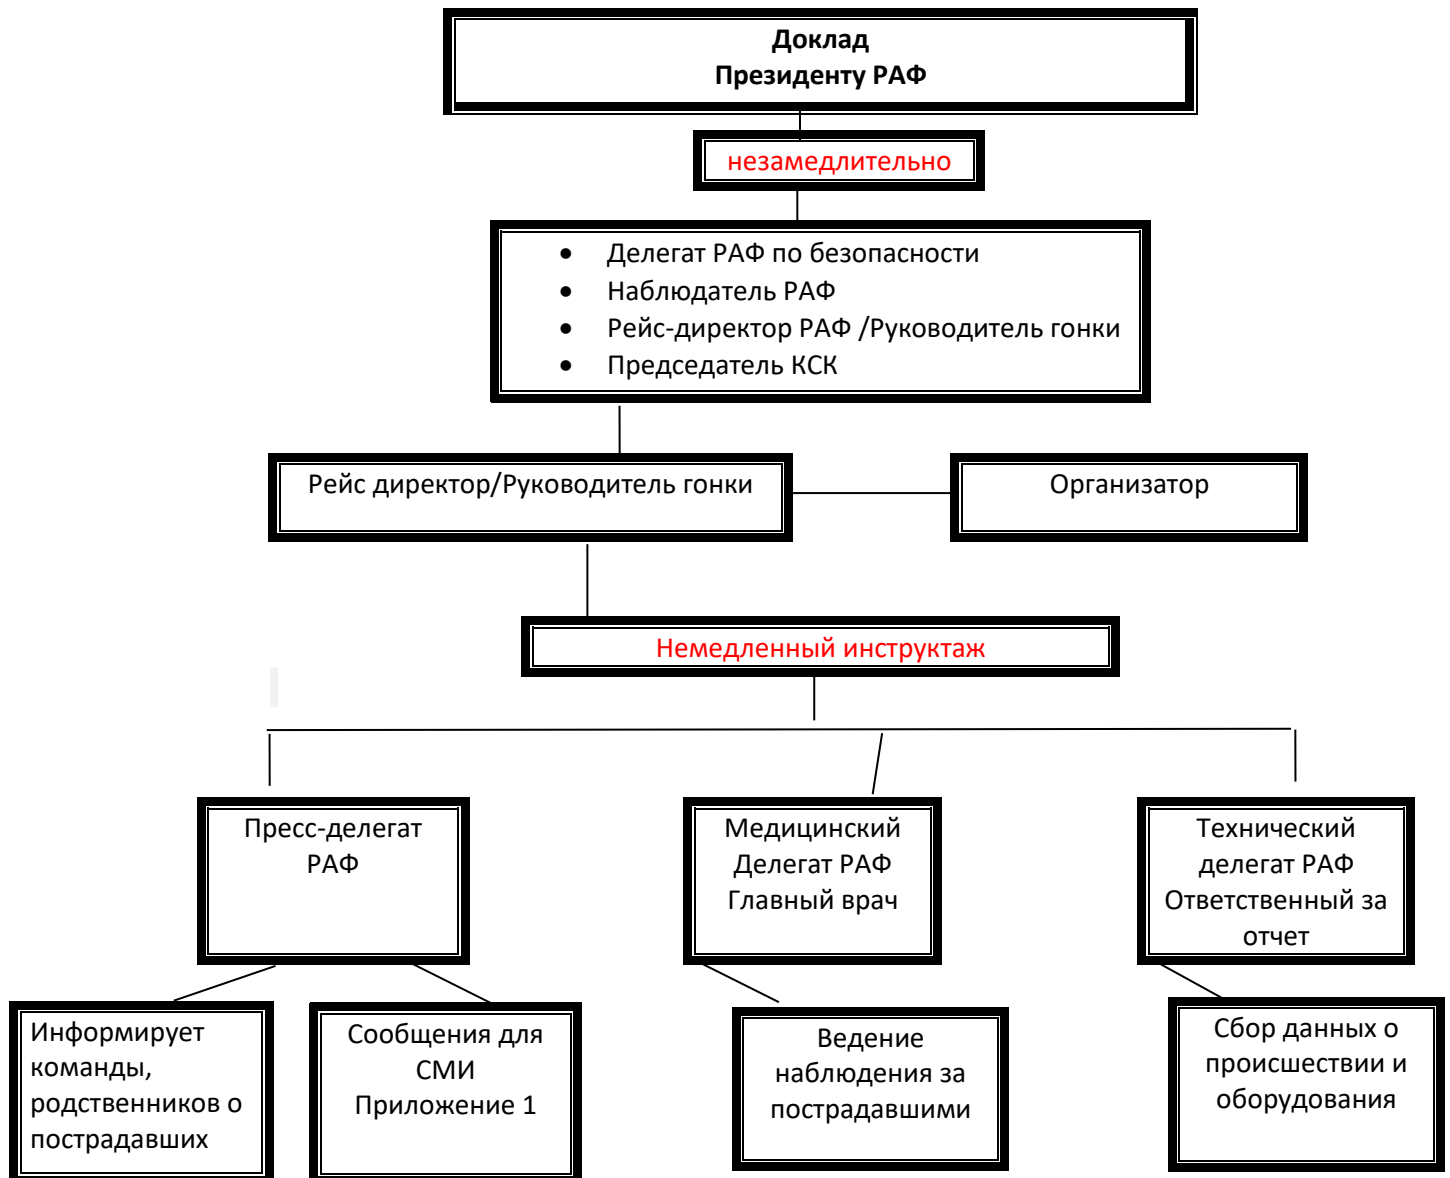 Доклад
Президенту РАФ
незамедлительно
• Делегат РАФ по безопасности
• Наблюдатель РАФ
• Рейс-директор РАФ /Руководитель гонки
• Председатель КСК
Рейс директор/Руководитель гонки
Организатор
Немедленный инструктаж
Пресс-делегат
РАФ
Медицинский
Делегат РАФ
Главный врач
Технический
делегат РАФ
Ответственный за
отчет
Информирует
команды,
родственников о
пострадавших
Сообщения для
СМИ
Приложение 1
Ведение
наблюдения за
пострадавшими
Сбор данных о
происшествии и
оборудования